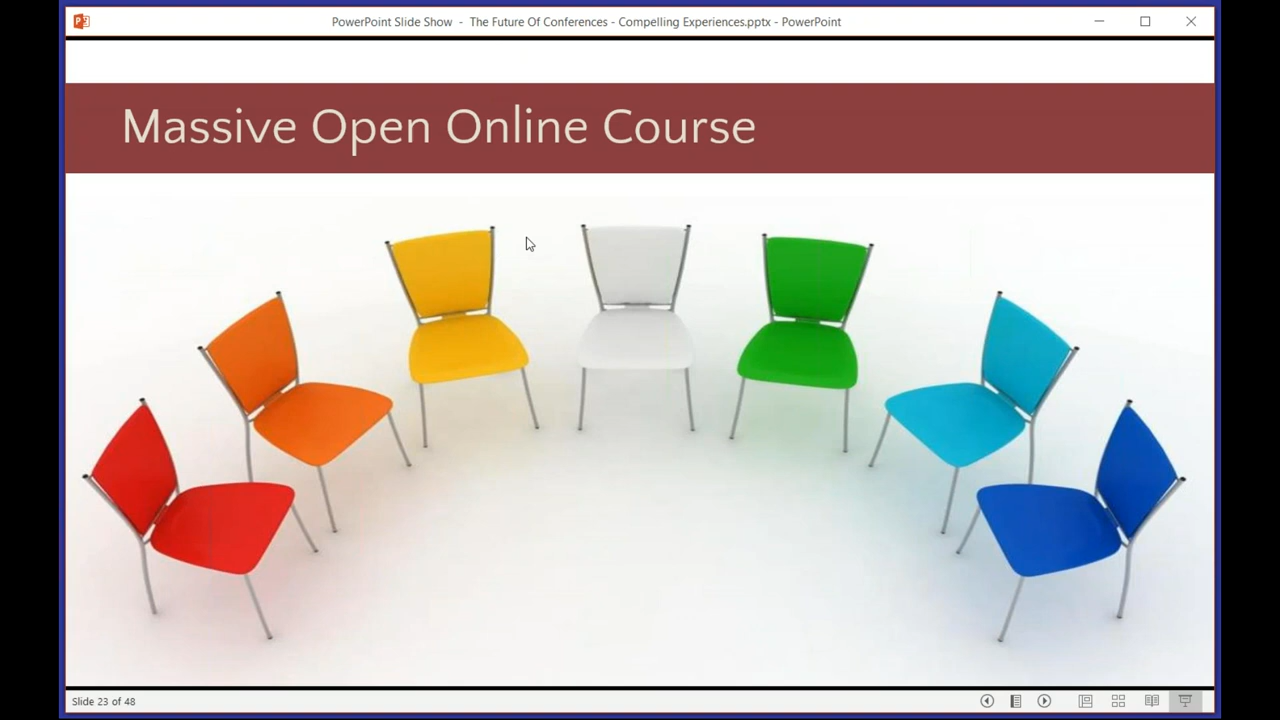 PowerPoint Slide Show - The Future Of Conferences - Compelling Experiences.pptx - PowerPoint
Massive Open Online Course
Slide 23 of 48